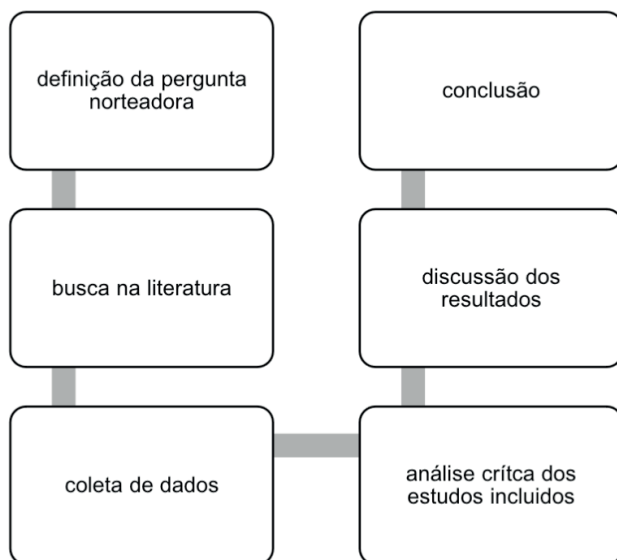 definição da pergunta
norteadora
busca na literatura
coleta de dados
análise crítca dos
estudos incluidos
discussão dos
resultados
conclusão